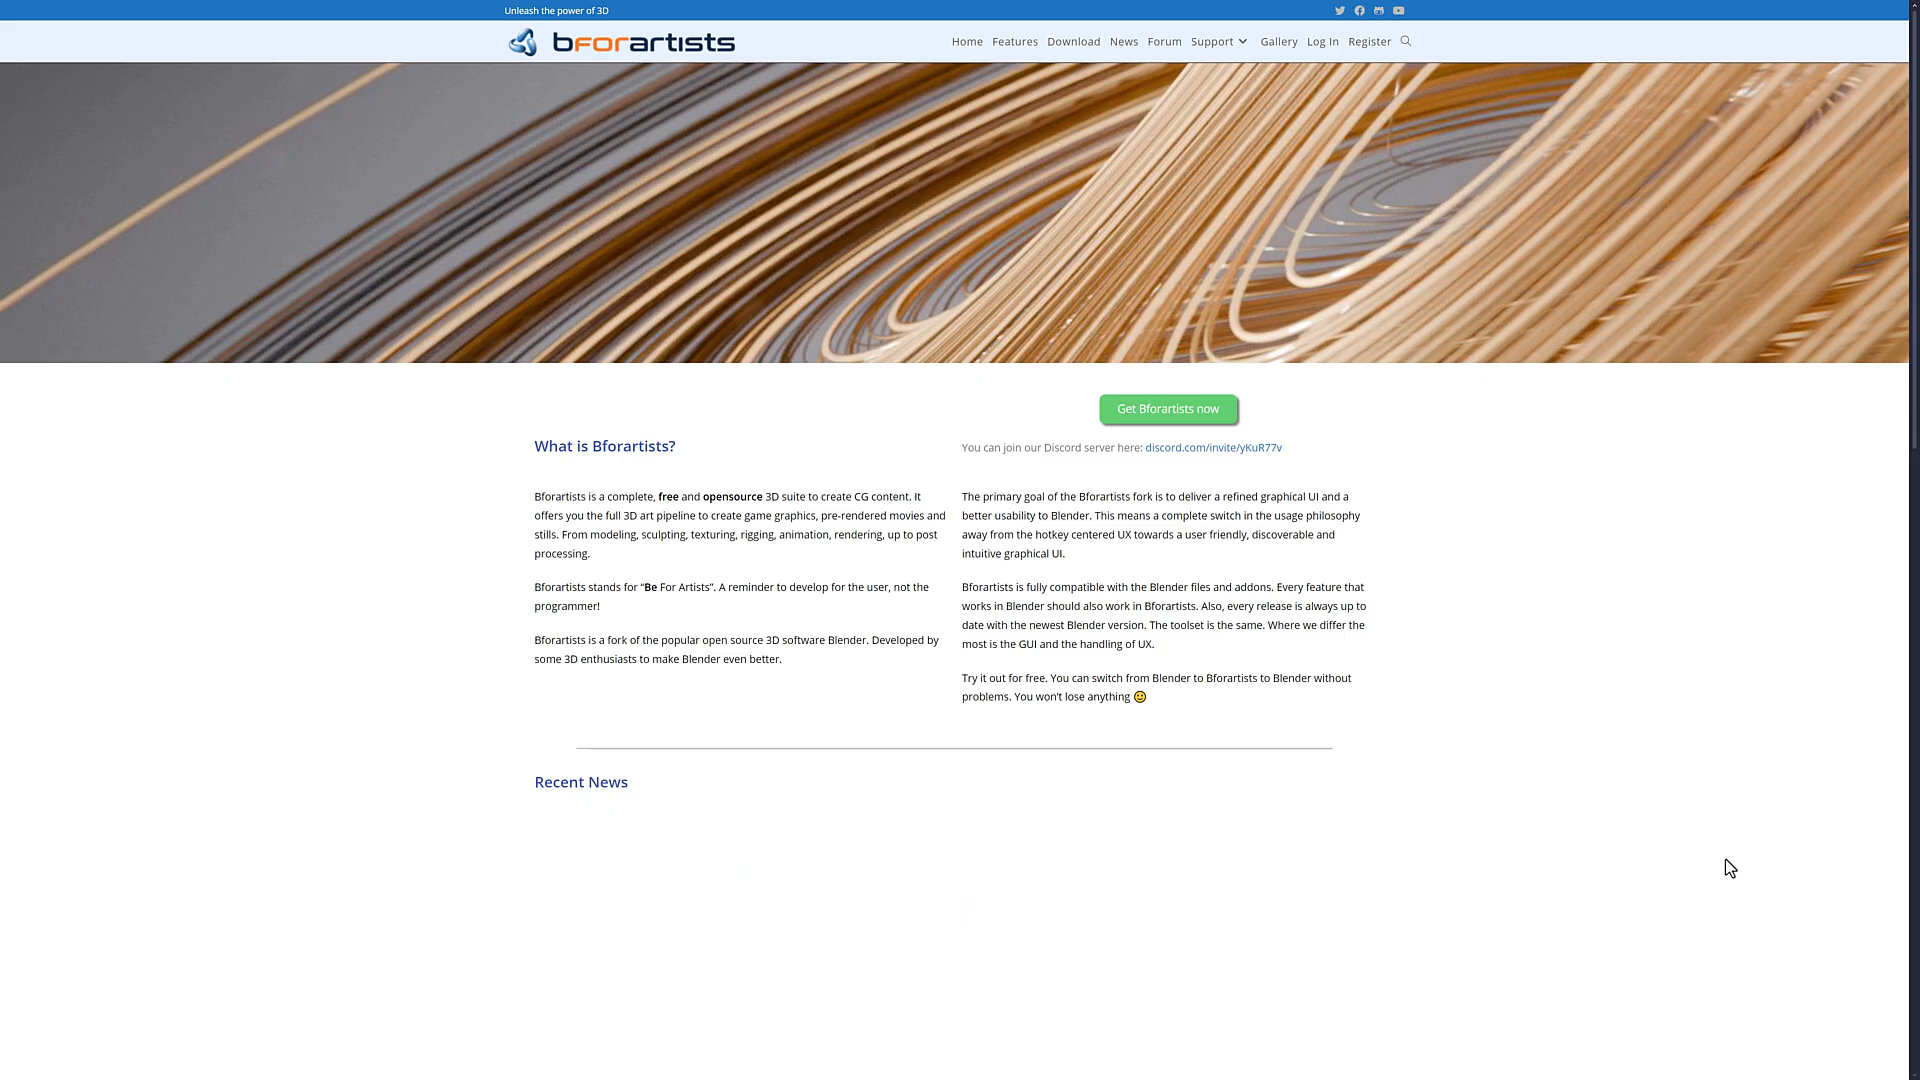 Unleash the power of 3D
bforartists
Home Features Download News Forum Support Gallery Log In Register
Get Bforartists now
What is Bforartists?
You can join our Discord server here: discord.com/invite/yKuR77v
Bforartists is a complete, free and opensource 3D suite to create CG content. It
offers you the full 3D art pipeline to create game graphics, pre-rendered movies and
stills. From modeling, sculpting, texturing, rigging, animation, rendering, up to post
processing.
Bforartists stands for “Be For Artists”. A reminder to develop for the user, not the
programmer!
Bforartists is a fork of the popular open source 3D software Blender. Developed by
some 3D enthusiasts to make Blender even better.
The primary goal of the Bforartists fork is to deliver a refined graphical UI and a
better usability to Blender. This means a complete switch in the usage philosophy
away from the hotkey centered UX towards a user friendly, discoverable and
intuitive graphical UI.
Bforartists is fully compatible with the Blender files and addons. Every feature that
works in Blender should also work in Bforartists. Also, every release is always up to
date with the newest Blender version. The toolset is the same. Where we differ the
most is the GUI and the handling of UX.
Try it out for free. You can switch from Blender to Bforartists to Blender without
problems. You won’t lose anything 🙂
Recent News